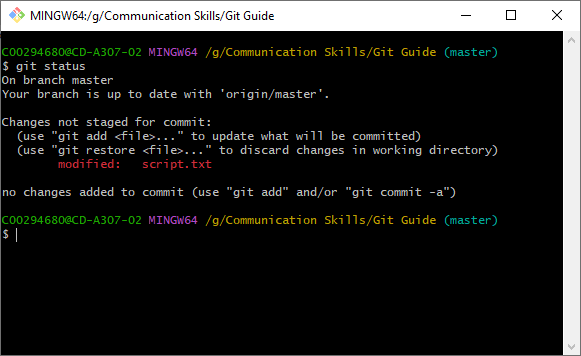 MINGW64:/g/Communication Skills/Git Guide
C00294680@CD-A307-02 MINGW64 /g/Communication Skills/Git Guide (master)
$ git status
On branch master
Your branch is up to date with 'origin/master'.
Changes not staged for commit:
(use "git add <file>..." to update what will be committed)
(use "git restore <file>..." to discard changes in working directory)
modified:   script.txt
no changes added to commit (use "git add" and/or "git commit -a")
C00294680@CD-A307-02 MINGW64 /g/Communication Skills/Git Guide (master)
$